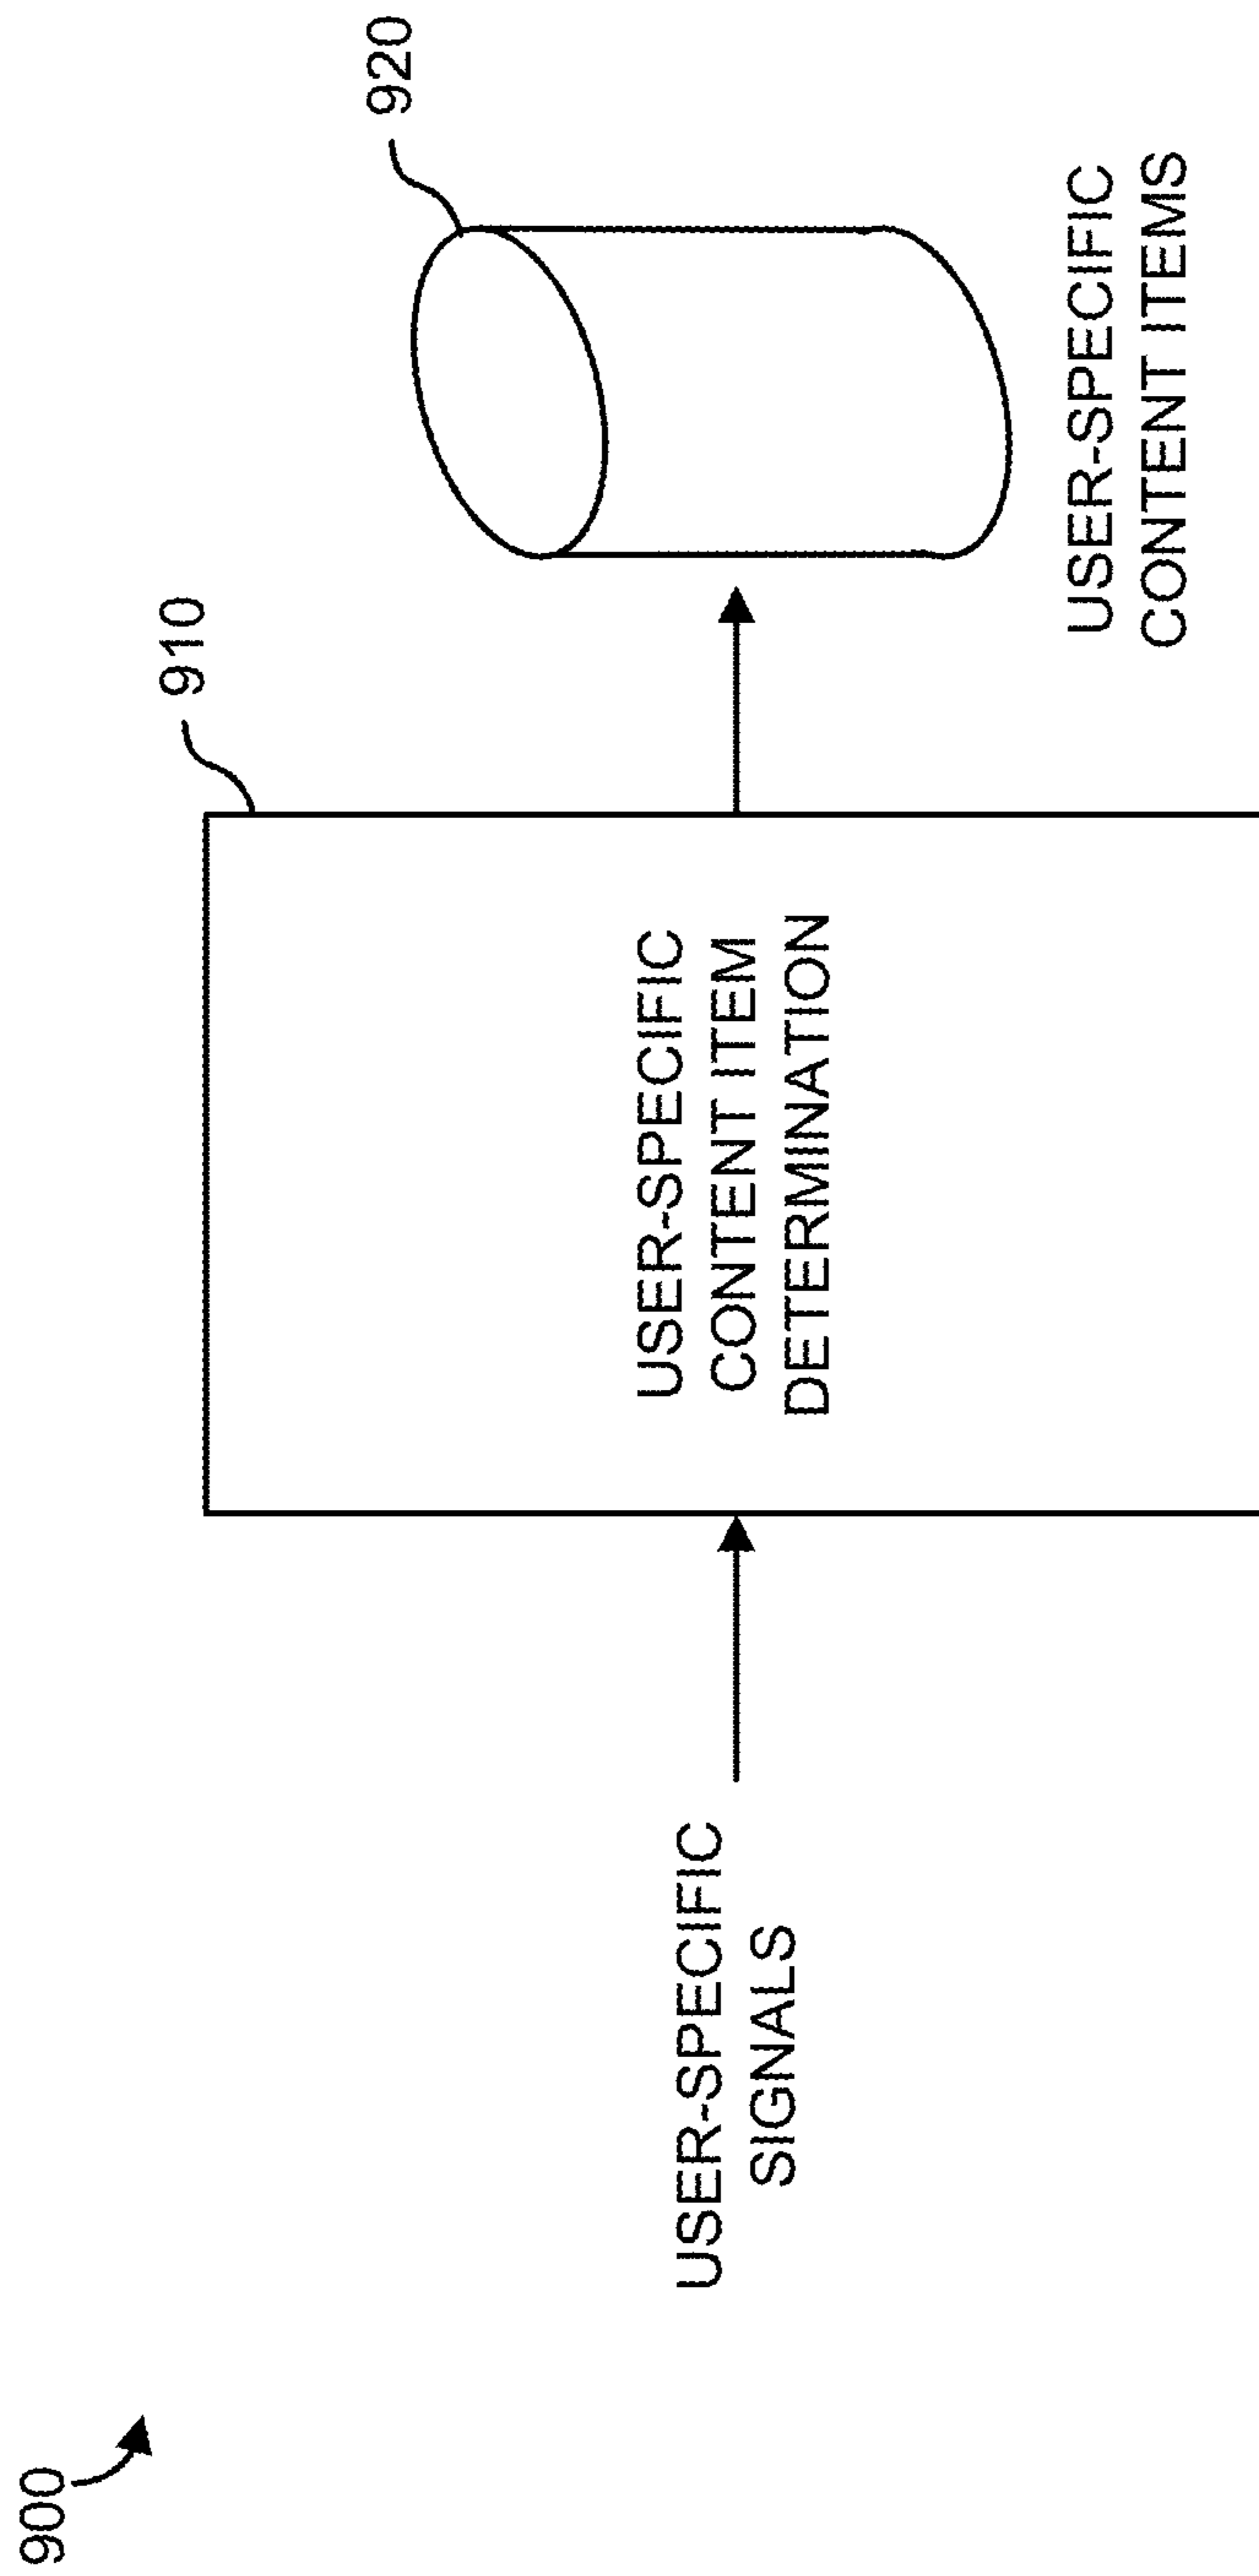 900
USER-SPECIFIC
SIGNALS
910
USER-SPECIFIC
CONTENT ITEM
DETERMINATION
920
USER-SPECIFIC
CONTENT ITEMS